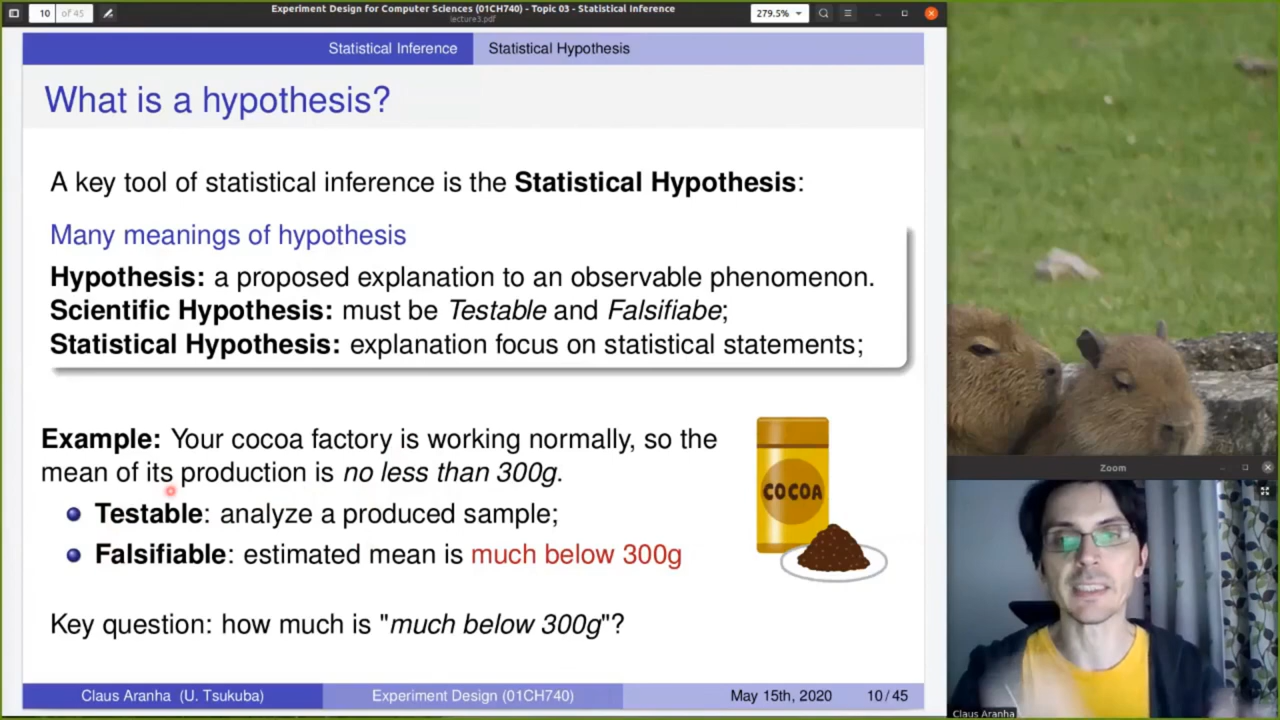 10 of 45
Experiment Design for Computer Sciences (01CH740) - Topic 03 - Statistical Inference
lecture3.pdf
279.5%
Statistical Inference
Statistical Hypothesis
What is a hypothesis?
A key tool of statistical inference is the Statistical Hypothesis:
Many meanings of hypothesis
Hypothesis: a proposed explanation to an observable phenomenon.
Scientific Hypothesis: must be Testable and Falsifiabe;
Statistical Hypothesis: explanation focus on statistical statements;
Example: Your cocoa factory is working normally, so the
mean of its production is no less than 300g.
Testable: analyze a produced sample;
Falsifiable: estimated mean is much below 300g
COCOA
Key question: how much is "much below 300g"?
Claus Aranha (U. Tsukuba)
Experiment Design (01CH740)
May 15th, 2020
10 / 45
Zoom
Claus Aranha